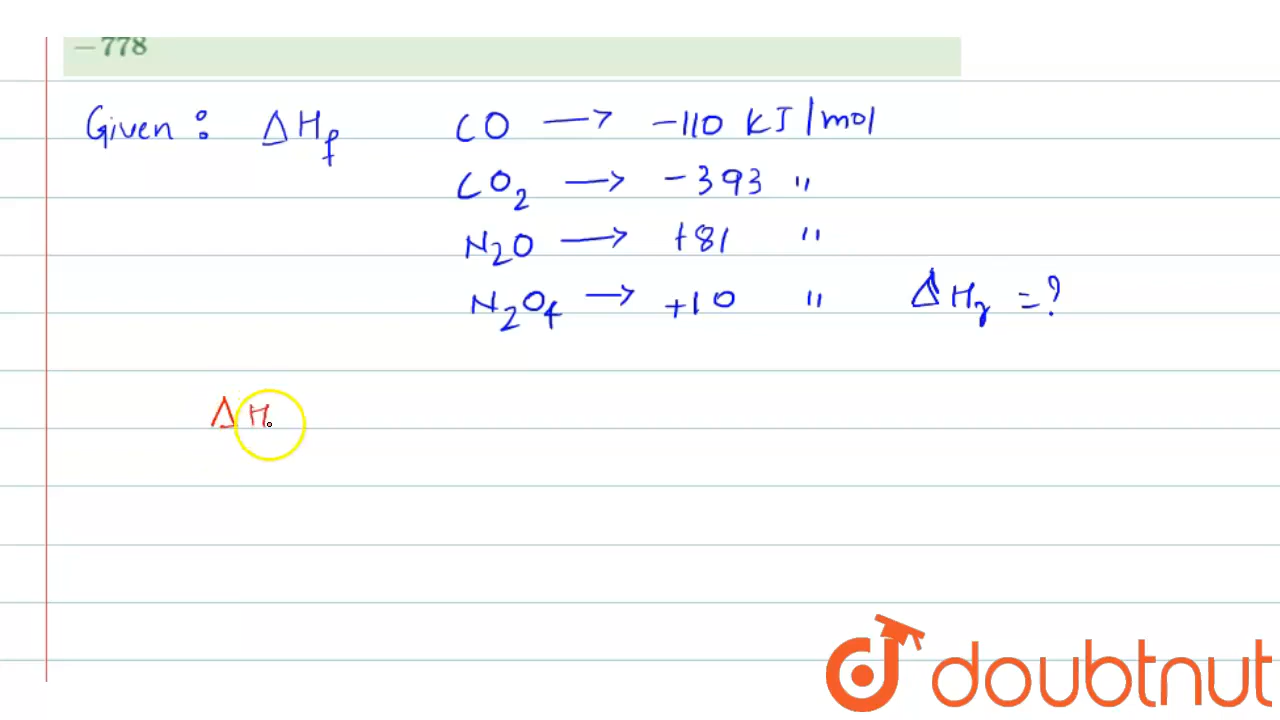 −778
Given : ΔHf CO → −110 KJ/mol
CO2 → −393 "
N2O → +81 "
N2O4 → +10 " ΔHr = ?
ΔH
doubtnut